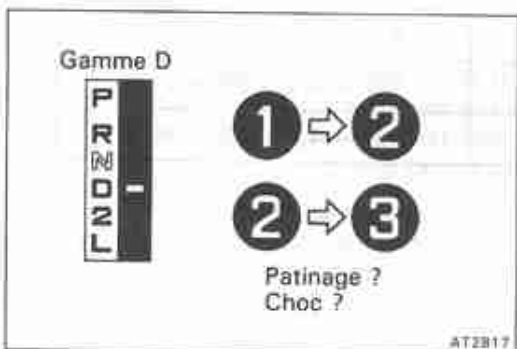 Gamme D
P
R
N
D
2
L
1 ⇨ 2
2 ⇨ 3
Patinage ?
Choc ?
AT2817